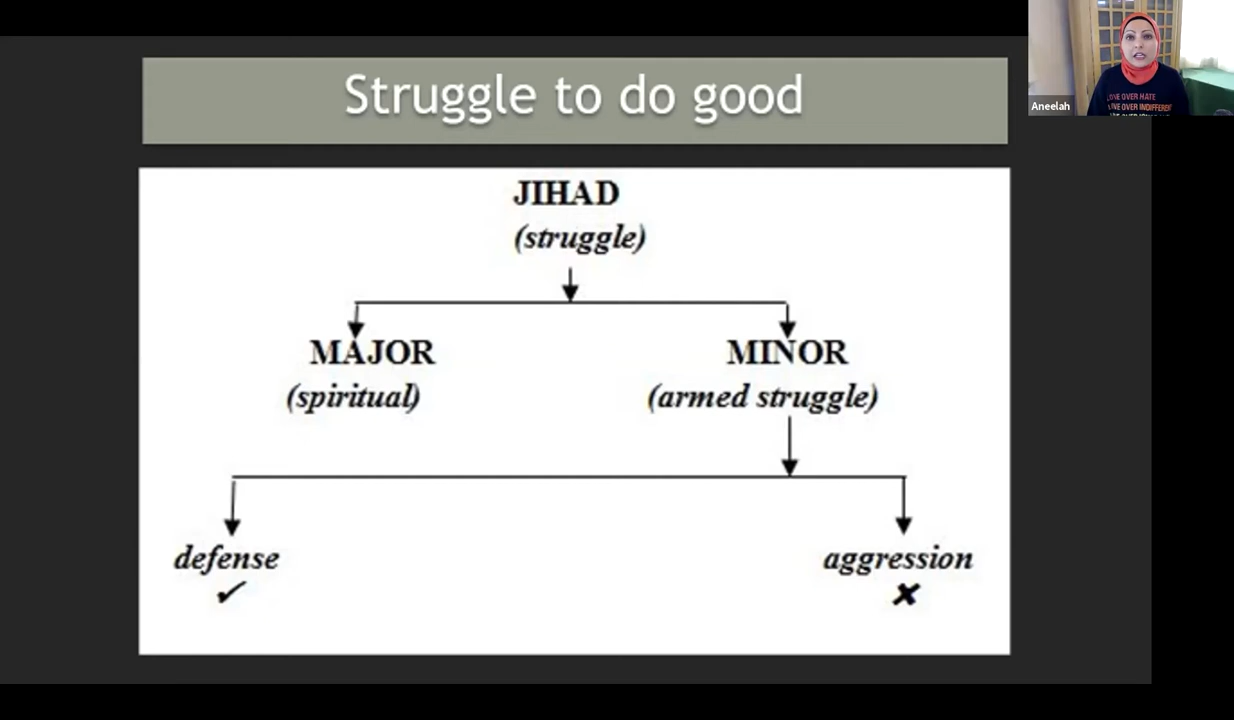 Struggle to do good
Aneelah
JIHAD
(struggle)
MAJOR
MINOR
(spiritual)
(armed struggle)
defense
aggression
✓
✗